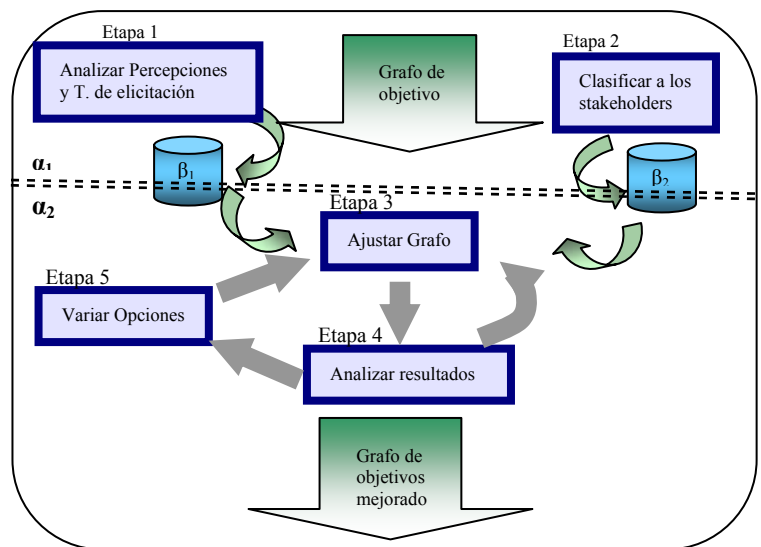 Etapa 1
Analizar Percepciones
y T. de elicitación
Grafo de
objetivo
Etapa 2
Clasificar a los
stakeholders
α₁
β₁
β₂
α₂
Etapa 3
Ajustar Grafo
Etapa 5
Variar Opciones
Etapa 4
Analizar resultados
Grafo de
objetivos
mejorado